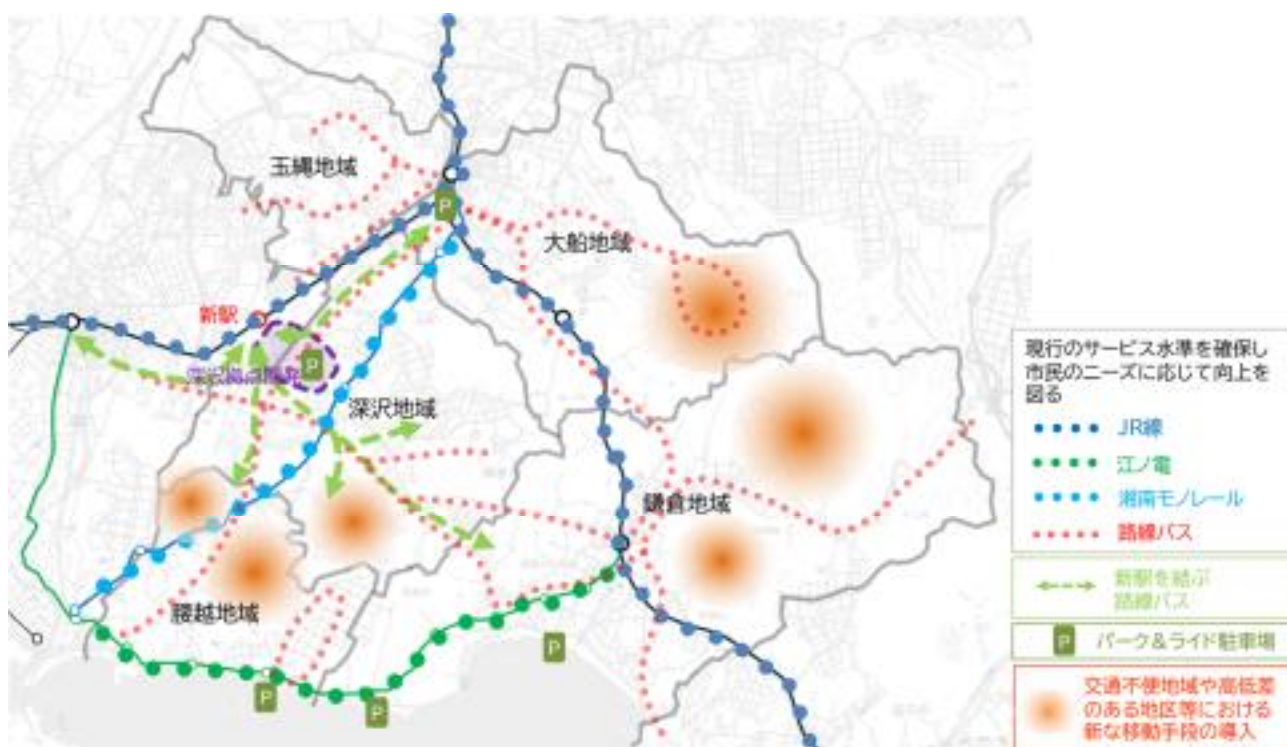 玉縄地域
P
大船地域
新駅
P
深沢地域
鎌倉地域
腰越地域
P
P
P
現行のサービス水準を確保し
市民のニーズに応じて向上を
図る
JR線
江ノ電
湘南モノレール
路線バス
新駅を結ぶ
路線バス
P パーク&ライド駐車場
交通不便地域や高低差
のある地区等における
新な移動手段の導入